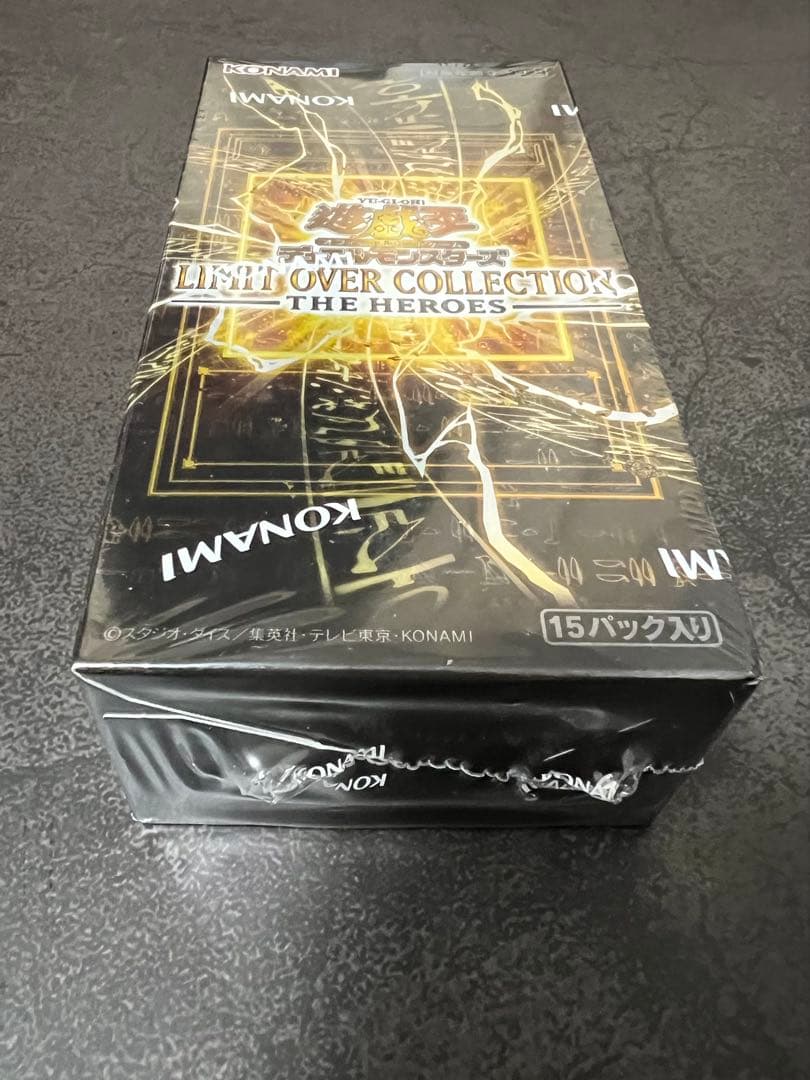 KONAMI
KONAMI
YU-GI-OH!
遊戯王
デュエルモンスターズ
LIMIT OVER COLLECTION
THE HEROES
KONAMI
©スタジオ・ダイス／集英社・テレビ東京・KONAMI
15パック入り
KONAMI